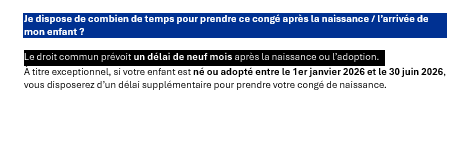 Je dispose de combien de temps pour prendre ce congé après la naissance / l'arrivée de
mon enfant ?
Le droit commun prévoit un délai de neuf mois après la naissance ou l'adoption.
À titre exceptionnel, si votre enfant est né ou adopté entre le 1er janvier 2026 et le 30 juin 2026,
vous disposerez d'un délai supplémentaire pour prendre votre congé de naissance.